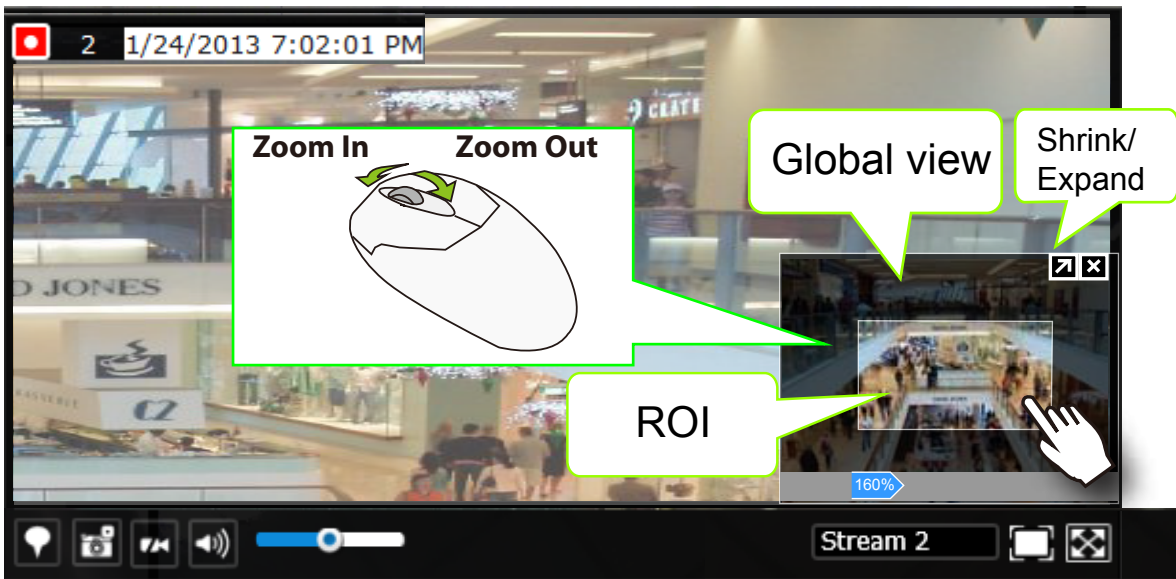 2 1/24/2013 7:02:01 PM
CRATE
Zoom In Zoom Out
Global view
Shrink/
Expand
JONES
ROI
160%
Stream 2